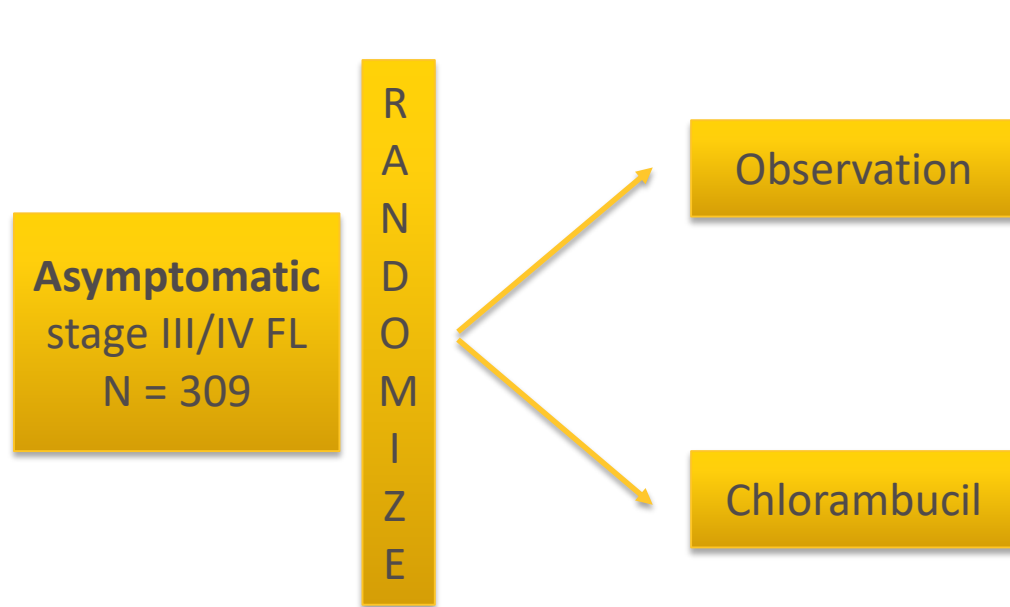 Asymptomatic
stage III/IV FL
N = 309
R
A
N
D
O
M
I
Z
E
Observation
Chlorambucil